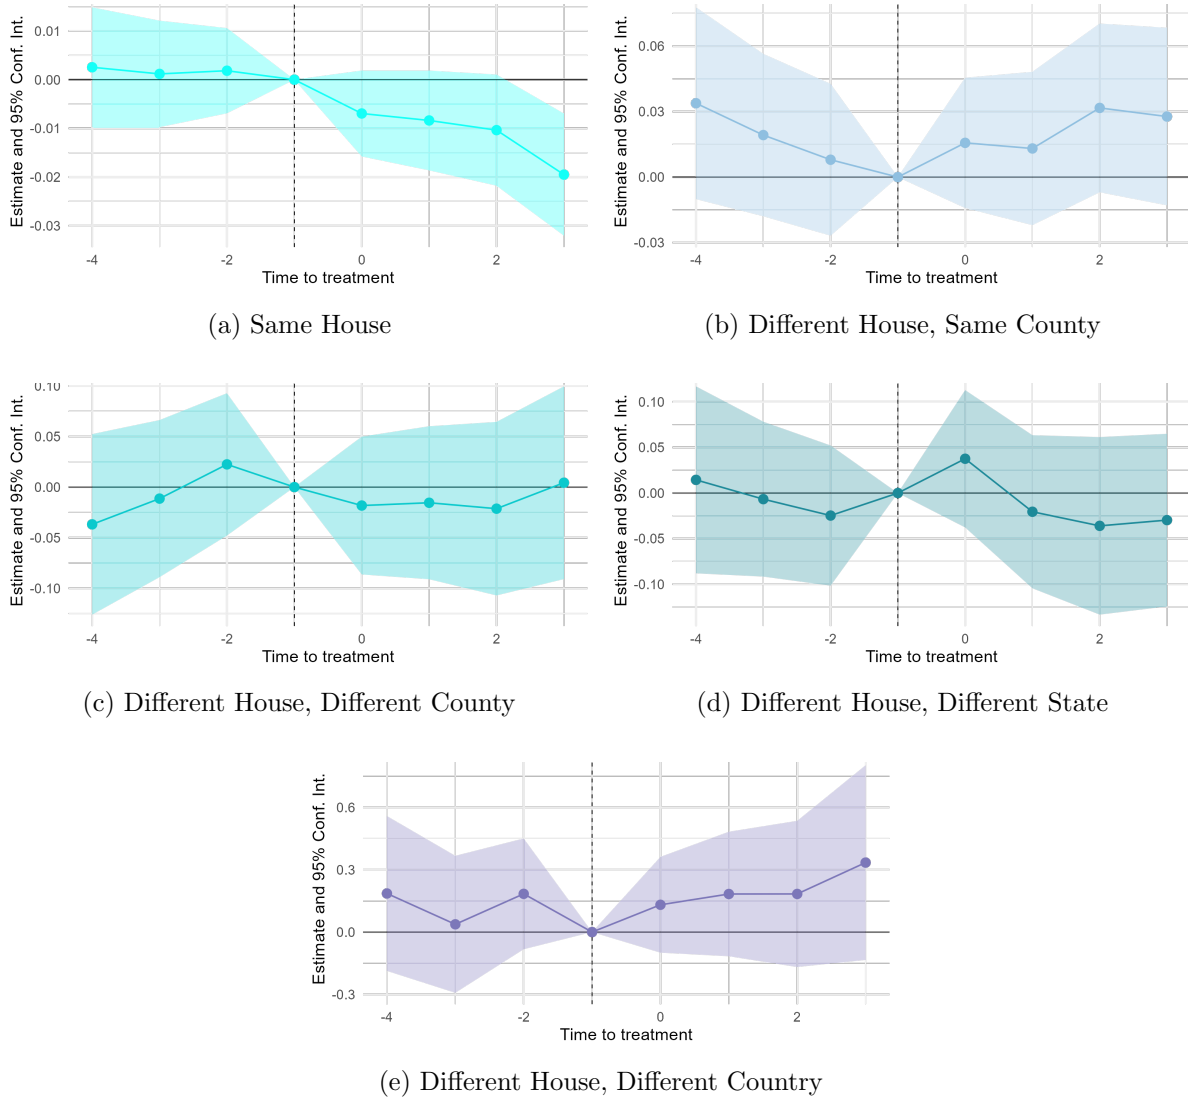 Estimate and 95% Conf. Int.
0.01
0.00
-0.01
-0.02
-0.03
-4 -2 0 2
Time to treatment
(a) Same House
Estimate and 95% Conf. Int.
0.06
0.03
0.00
-0.03
-4 -2 0 2
Time to treatment
(b) Different House, Same County
Estimate and 95% Conf. Int.
0.10
0.05
0.00
-0.05
-0.10
-4 -2 0 2
Time to treatment
(c) Different House, Different County
Estimate and 95% Conf. Int.
0.10
0.05
0.00
-0.05
-0.10
-4 -2 0 2
Time to treatment
(d) Different House, Different State
Estimate and 95% Conf. Int.
0.6
0.3
0.0
-0.3
-4 -2 0 2
Time to treatment
(e) Different House, Different Country